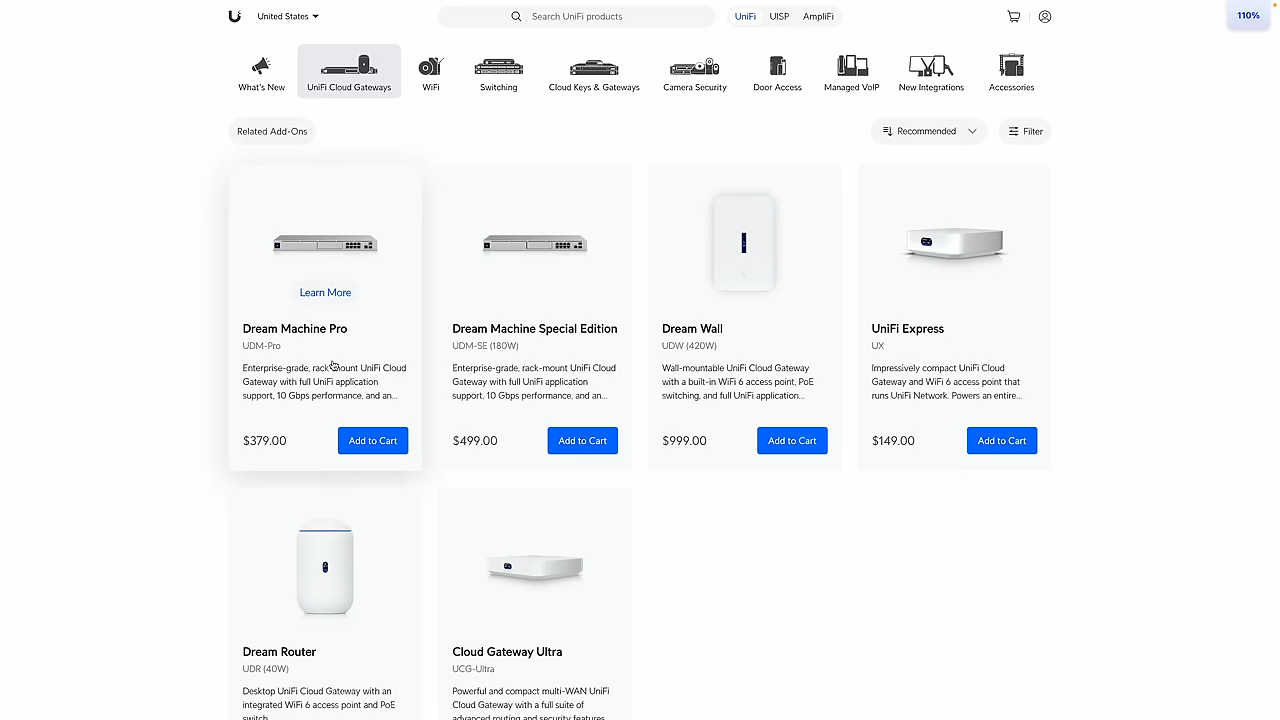 United States
Search UniFi products
UniFi
UISP
AmpliFi
110%
What's New
UniFi Cloud Gateways
WiFi
Switching
Cloud Keys & Gateways
Camera Security
Door Access
Managed VoIP
New Integrations
Accessories
Related Add-Ons
Recommended
Filter
Learn More
Dream Machine Pro
UDM-Pro
Enterprise-grade, rack-mount UniFi Cloud
Gateway with full UniFi application
support, 10 Gbps performance, and an...
$379.00
Add to Cart
Dream Machine Special Edition
UDM-SE (180W)
Enterprise-grade, rack-mount UniFi Cloud
Gateway with full UniFi application
support, 10 Gbps performance, and an...
$499.00
Add to Cart
Dream Wall
UDW (420W)
Wall-mountable UniFi Cloud Gateway
with a built-in WiFi 6 access point, PoE
switching, and full UniFi application...
$999.00
Add to Cart
UniFi Express
UX
Impressively compact UniFi Cloud
Gateway and WiFi 6 access point that
runs UniFi Network. Powers an entire...
$149.00
Add to Cart
Dream Router
UDR (40W)
Desktop UniFi Cloud Gateway with an
integrated WiFi 6 access point and PoE
switch.
Cloud Gateway Ultra
UCG-Ultra
Powerful and compact multi-WAN UniFi
Cloud Gateway with a full suite of
advanced routing and security features